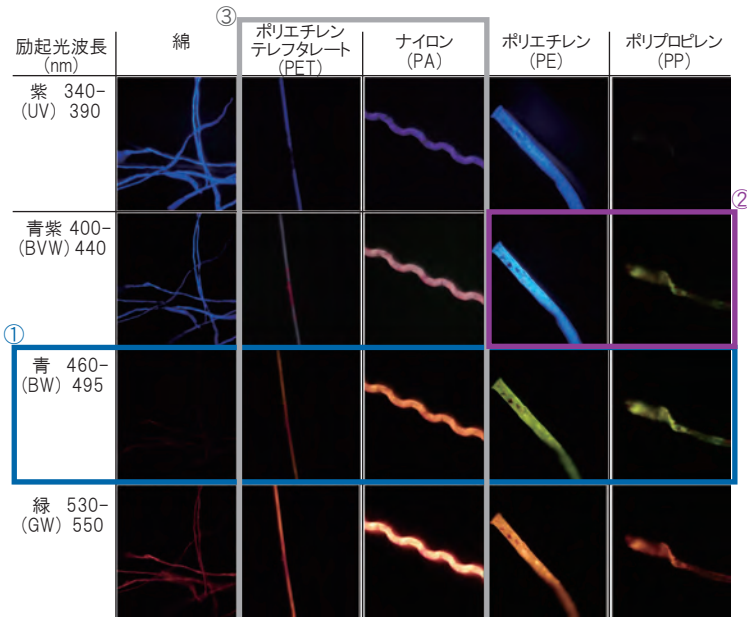 ③
励起光波長
(nm)
綿
ポリエチレン
テレフタレート
(PET)
ナイロン
(PA)
ポリエチレン
(PE)
ポリプロピレン
(PP)
紫 340-
(UV) 390
②
青紫 400-
(BVW) 440
①
青 460-
(BW) 495
緑 530-
(GW) 550